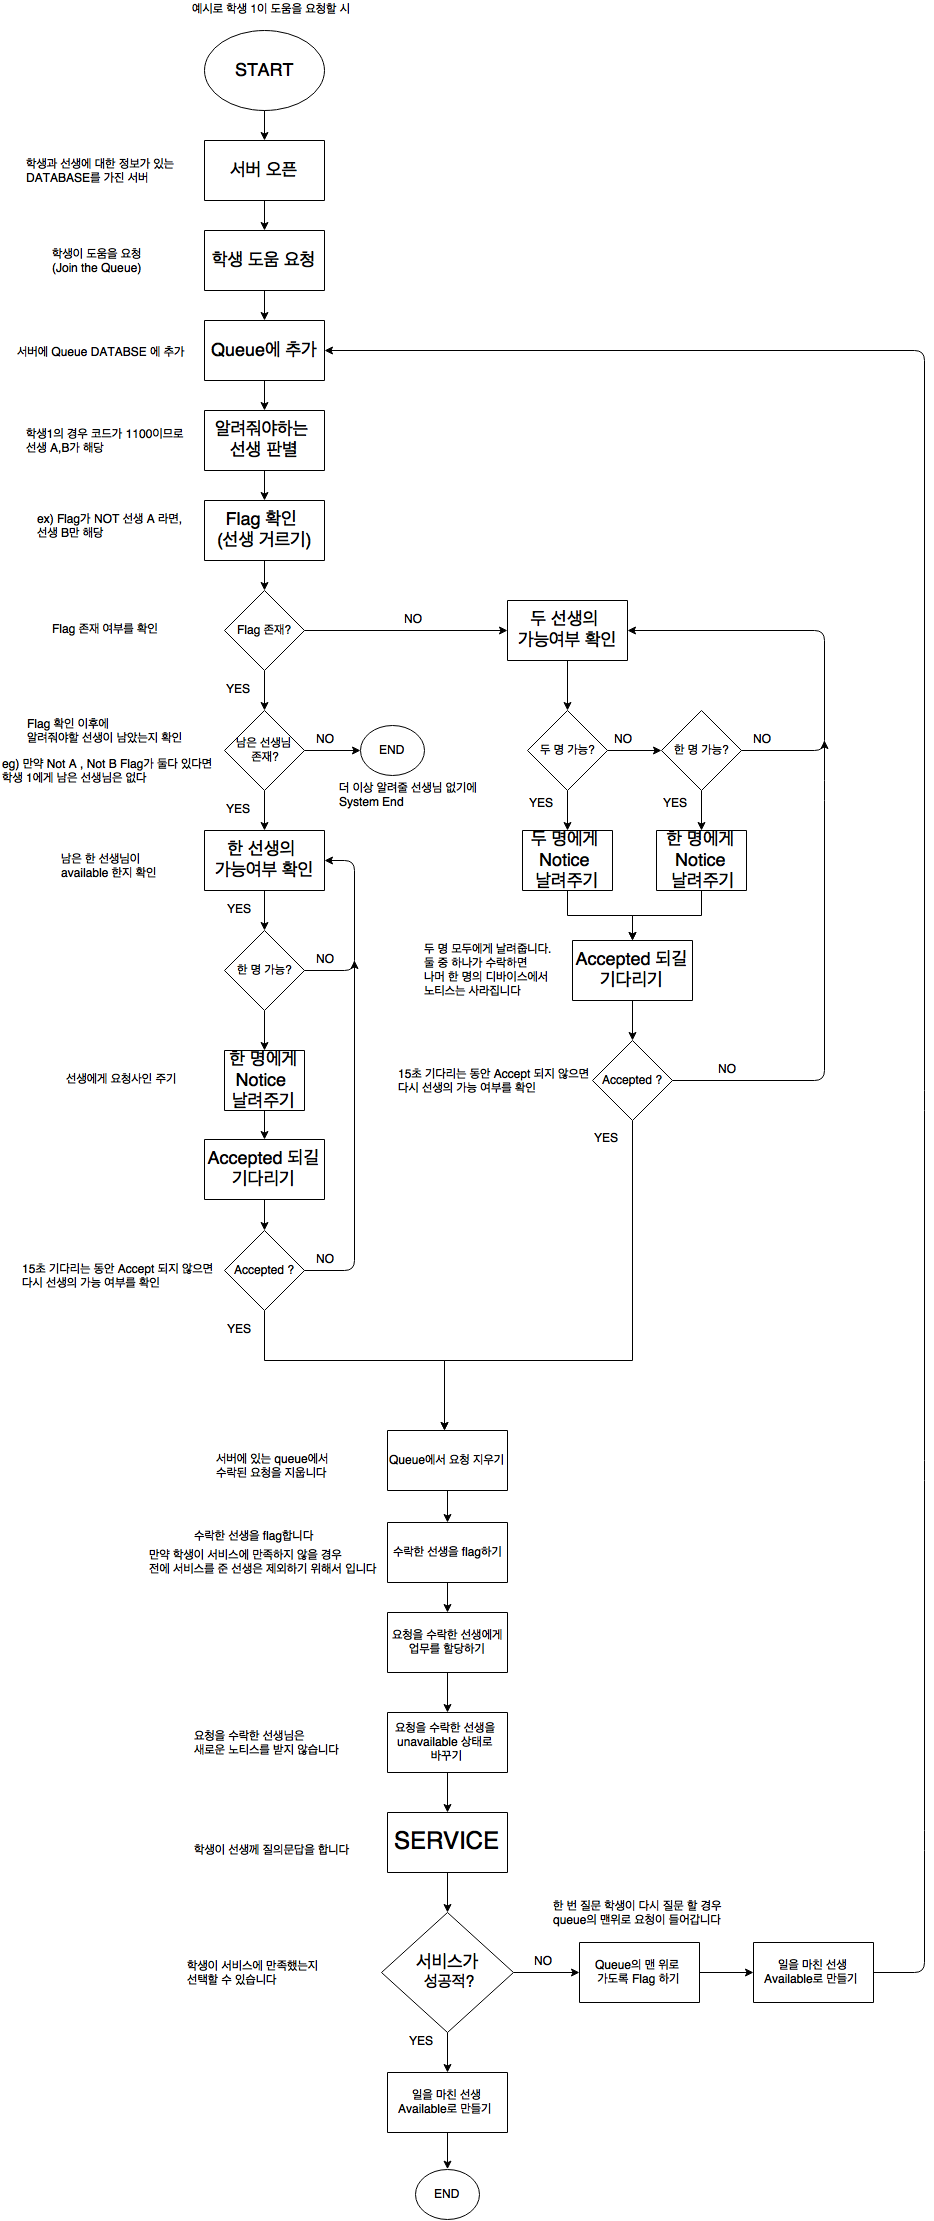 예시로 학생 1이 도움을 요청할 시
START
학생과 선생에 대한 정보가 있는
DATABASE를 가진 서버
서버 오픈
학생이 도움을 요청
(Join the Queue)
학생 도움 요청
서버에 Queue DATABSE 에 추가
Queue에 추가
학생1의 경우 코드가 1100이므로
선생 A,B가 해당
알려줘야하는
선생 판별
ex) Flag가 NOT 선생 A 라면,
선생 B만 해당
Flag 확인
(선생 거르기)
Flag 존재 여부를 확인
Flag 존재?
NO
두 선생의
가능여부 확인
YES
Flag 확인 이후에
알려줘야할 선생이 남았는지 확인
eg) 만약 Not A , Not B Flag가 둘다 있다면
학생 1에게 남은 선생님은 없다
남은 선생님
존재?
NO
END
더 이상 알려줄 선생님 없기에
System End
두 명 가능?
NO
한 명 가능?
NO
YES
YES
YES
남은 한 선생님이
available 한지 확인
한 선생의
가능여부 확인
두 명에게
Notice
날려주기
한 명에게
Notice
날려주기
YES
한 명 가능?
NO
두 명 모두에게 날려줍니다.
둘 중 하나가 수락하면
나머 한 명의 디바이스에서
노티스는 사라집니다
Accepted 되길
기다리기
선생에게 요청사인 주기
한 명에게
Notice
날려주기
15초 기다리는 동안 Accept 되지 않으면
다시 선생의 가능 여부를 확인
Accepted ?
NO
YES
Accepted 되길
기다리기
15초 기다리는 동안 Accept 되지 않으면
다시 선생의 가능 여부를 확인
Accepted ?
NO
YES
서버에 있는 queue에서
수락된 요청을 지웁니다
Queue에서 요청 지우기
수락한 선생을 flag합니다
만약 학생이 서비스에 만족하지 않을 경우
전에 서비스를 준 선생은 제외하기 위해서 입니다
수락한 선생을 flag하기
요청을 수락한 선생에게
업무를 할당하기
요청을 수락한 선생님은
새로운 노티스를 받지 않습니다
요청을 수락한 선생을
unavailable 상태로
바꾸기
학생이 선생께 질의문답을 합니다
SERVICE
한 번 질문 학생이 다시 질문 할 경우
queue의 맨위로 요청이 들어갑니다
학생이 서비스에 만족했는지
선택할 수 있습니다
서비스가
성공적?
NO
Queue의 맨 위로
가도록 Flag 하기
일을 마친 선생
Available로 만들기
YES
일을 마친 선생
Available로 만들기
END